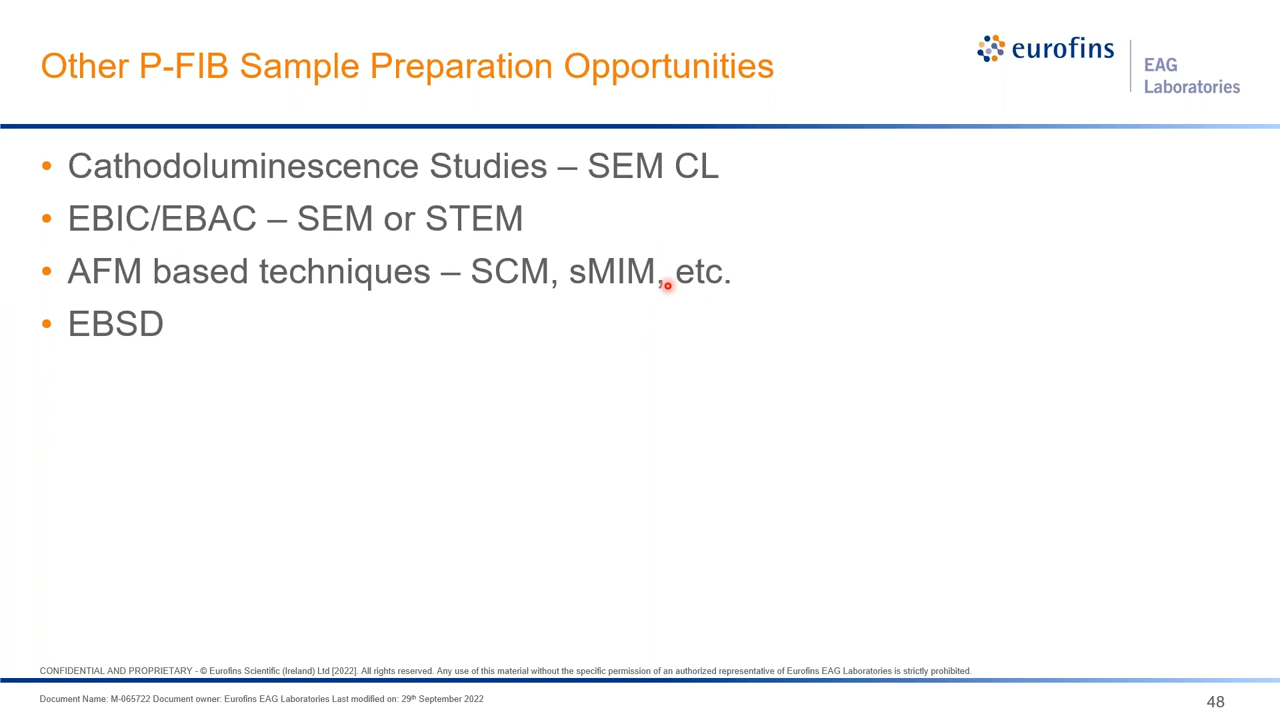 Other P-FIB Sample Preparation Opportunities
eurofins
EAG
Laboratories
• Cathodoluminescence Studies – SEM CL
• EBIC/EBAC – SEM or STEM
• AFM based techniques – SCM, sMIM, etc.
• EBSD
CONFIDENTIAL AND PROPRIETARY - © Eurofins Scientific (Ireland) Ltd [2022]. All rights reserved. Any use of this material without the specific permission of an authorized representative of Eurofins EAG Laboratories is strictly prohibited.
Document Name: M-065722 Document owner: Eurofins EAG Laboratories Last modified on: 29th September 2022
48